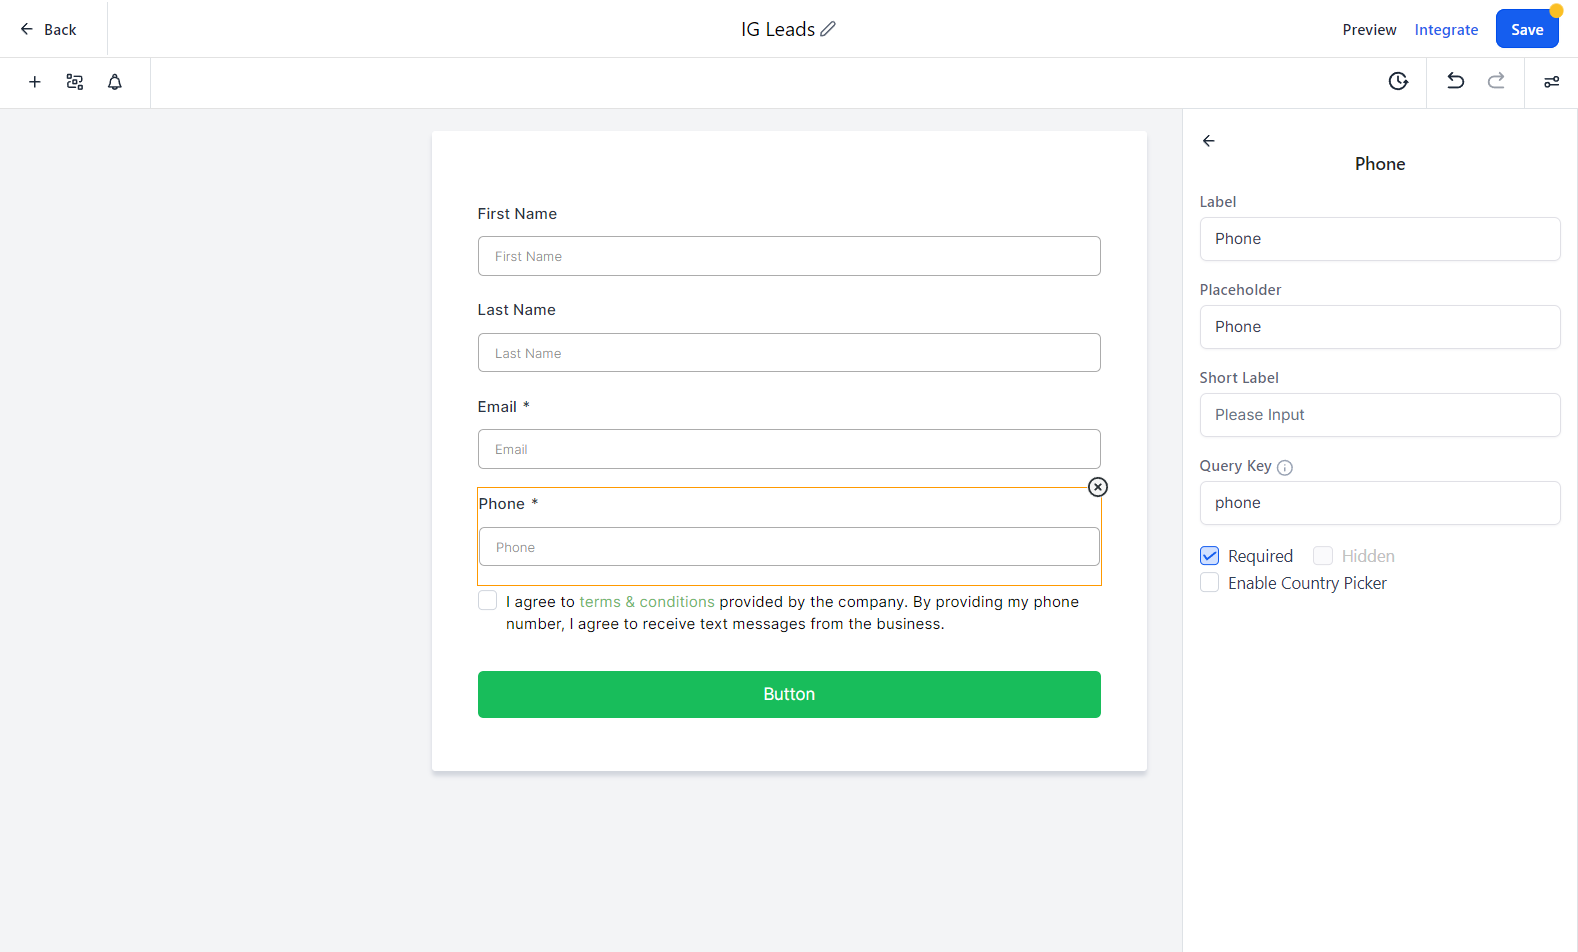 Back
IG Leads
Preview
Integrate
Save
Phone
Label
Phone
Placeholder
Phone
Short Label
Please Input
Query Key
phone
Required
Hidden
Enable Country Picker
First Name
First Name
Last Name
Last Name
Email *
Email
Phone *
Phone
I agree to terms & conditions provided by the company. By providing my phone
number, I agree to receive text messages from the business.
Button